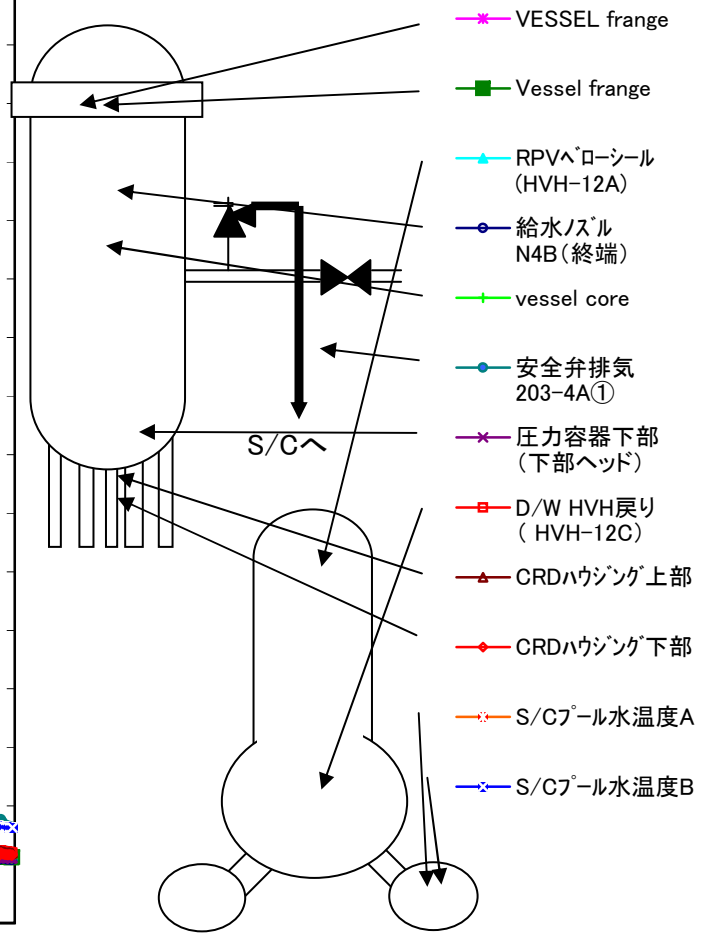 VESSEL frange
Vessel frange
RPVﾍﾞﾛｰｼｰﾙ
(HVH-12A)
給水ﾉｽﾞﾙ
N4B(終端)
vessel core
安全弁排気
203-4A①
圧力容器下部
(下部ヘッド)
D/W HVH戻り
( HVH-12C)
CRDﾊｳｼﾞﾝｸﾞ上部
CRDﾊｳｼﾞﾝｸﾞ下部
S/Cﾌﾟｰﾙ水温度A
S/Cﾌﾟｰﾙ水温度B
S/Cへ